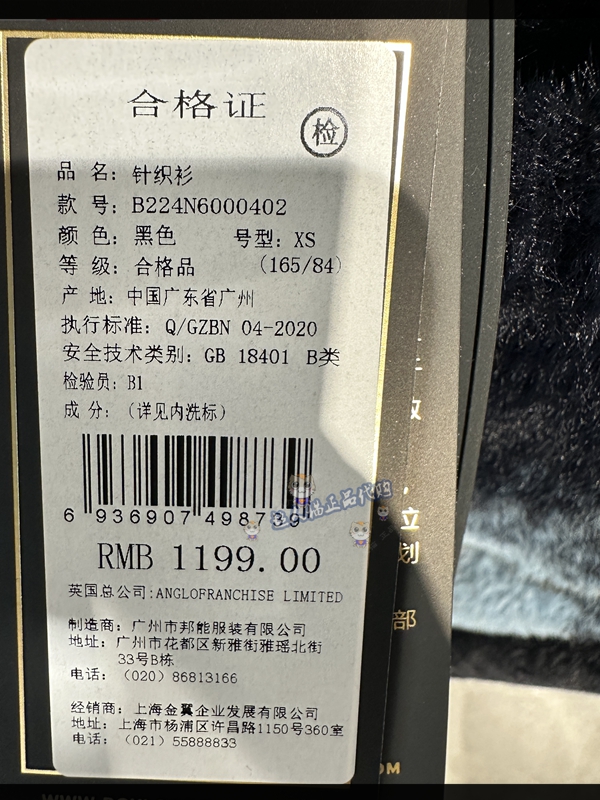 合格证
检
品 名：针织衫
款 号：B224N6000402
颜 色：黑色 号型：XS
等 级：合格品 （165/84）
产 地：中国广东省广州
执行标准：Q/GZBN 04-2020
安全技术类别：GB 18401 B类
检验员：B1
成 分：（详见内洗标）
6 936907 498739
RMB 1199.00
英国总公司:ANGLOFRANCHISE LIMITED
制造商：广州市邦能服装有限公司
地址：广州市花都区新雅街雅瑶北街
33号B栋
电话：（020）86813166
经销商：上海金翼企业发展有限公司
地址：上海市杨浦区许昌路1150号360室
电话：（021）55888833
立
划
部
OM